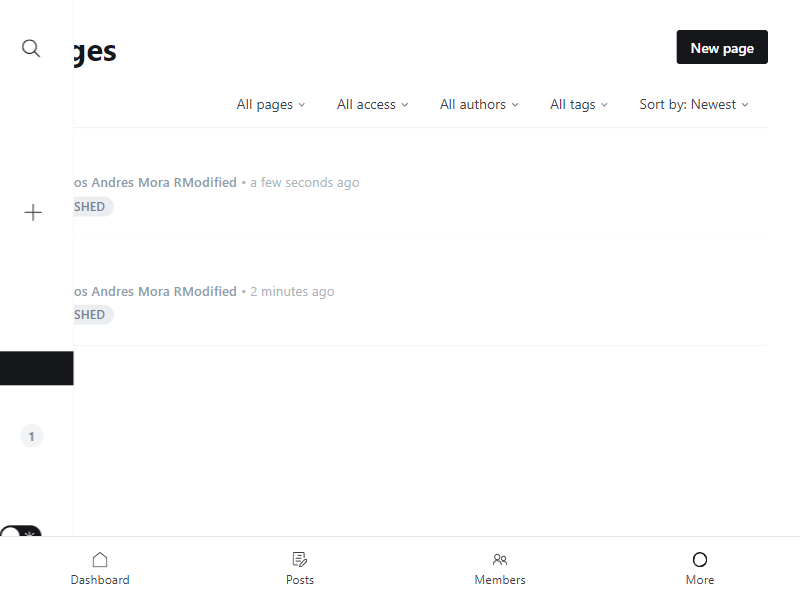 ges
New page
All pages
All access
All authors
All tags
Sort by: Newest
os Andres Mora RModified • a few seconds ago
SHED
os Andres Mora RModified • 2 minutes ago
SHED
1
Dashboard
Posts
Members
More